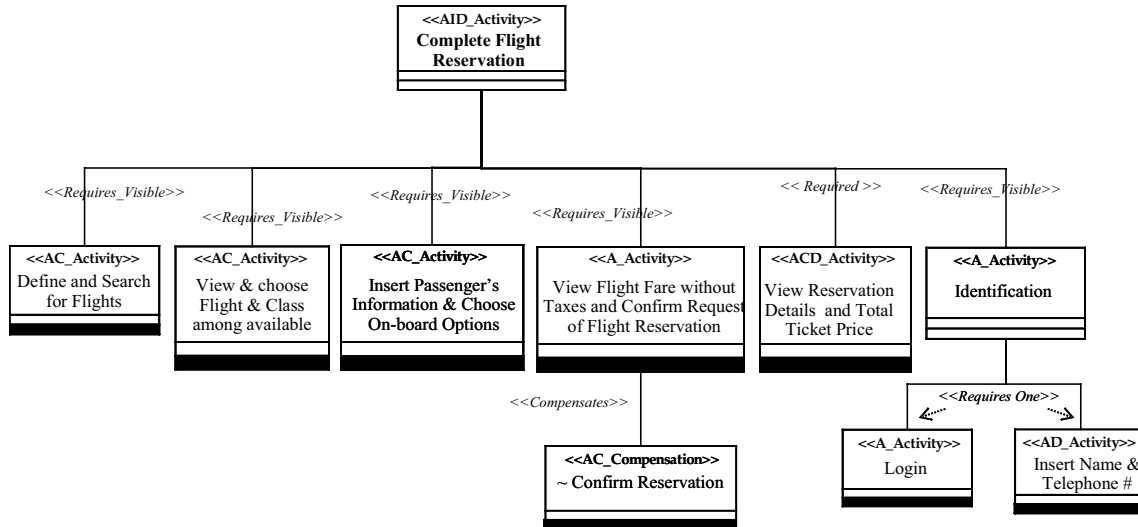 <<AID_Activity>>
Complete Flight
Reservation
<<Requires_Visible>>
<<Requires_Visible>>
<<Requires_Visible>>
<<Requires_Visible>>
<< Required >>
<<Requires_Visible>>
<<AC_Activity>>
Define and Search
for Flights
<<AC_Activity>>
View & choose
Flight & Class
among available
<<AC_Activity>>
Insert Passenger's
Information & Choose
On-board Options
<<A_Activity>>
View Flight Fare without
Taxes and Confirm Request
of Flight Reservation
<<ACD_Activity>>
View Reservation
Details and Total
Ticket Price
<<A_Activity>>
Identification
<<Compensates>>
<<Requires One>>
<<AC_Compensation>>
~ Confirm Reservation
<<A_Activity>>
Login
<<AD_Activity>>
Insert Name &
Telephone #